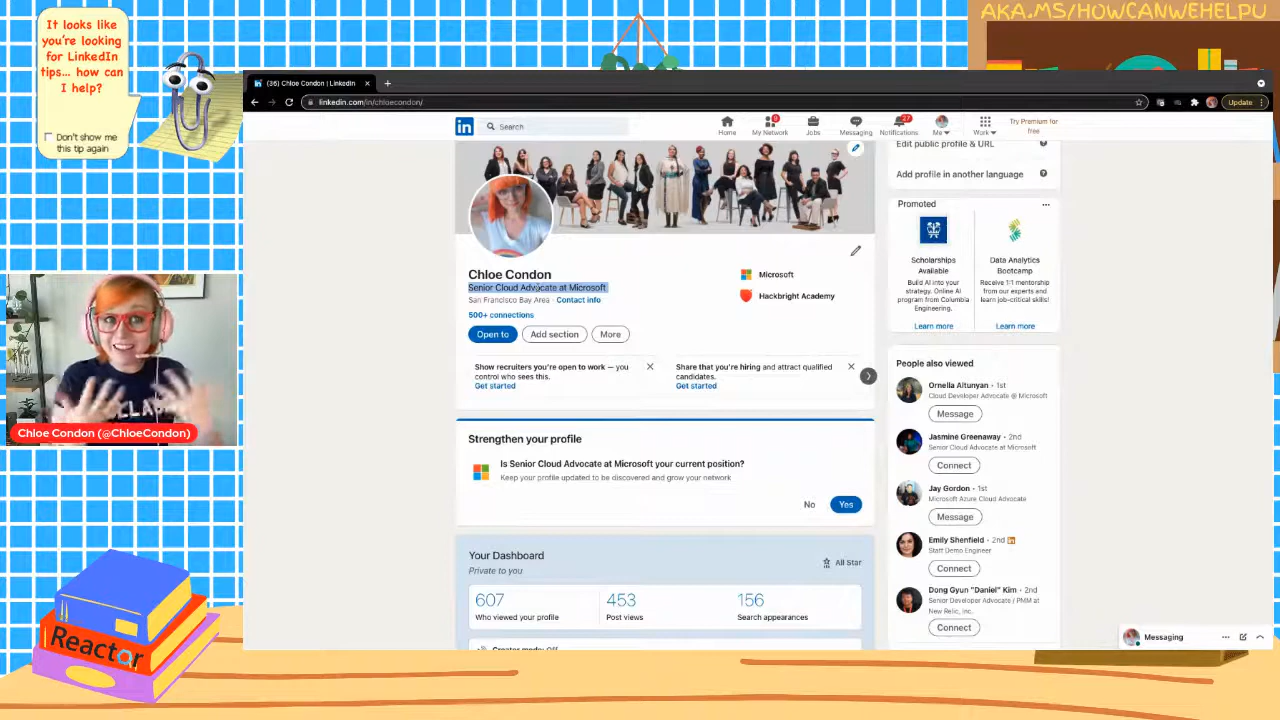 AKA.MS/HOWCANWEHELPU
It looks like
you're looking
for LinkedIn
tips... how can
I help?
Don't show me
this tip again
(36) Chloe Condon | LinkedIn
linkedin.com/in/chloecondon/
Update
in
Search
Home
9
My Network
Jobs
Messaging
27
Notifications
Me
Work
Try Premium for
free
Chloe Condon
Senior Cloud Advocate at Microsoft
San Francisco Bay Area · Contact info
500+ connections
Open to
Add section
More
Microsoft
Hackbright Academy
Show recruiters you're open to work — you
control who sees this.
Get started
Share that you're hiring and attract qualified
candidates.
Get started
Strengthen your profile
Is Senior Cloud Advocate at Microsoft your current position?
Keep your profile updated to be discovered and grow your network
No
Yes
Your Dashboard
Private to you
All Star
607
Who viewed your profile
453
Post views
156
Search appearances
Creator mode: Off
Edit public profile & URL
Add profile in another language
Promoted
Scholarships
Available
Build AI into your
strategy. Online AI
program from Columbia
Engineering.
Learn more
Data Analytics
Bootcamp
Receive 1:1 mentorship
from our experts and
learn job-critical skills!
Learn more
People also viewed
Ornella Altunyan · 1st
Cloud Developer Advocate @ Microsoft
Message
Jasmine Greenaway · 2nd
Senior Cloud Advocate at Microsoft
Connect
Jay Gordon · 1st
Microsoft Azure Cloud Advocate
Message
Emily Shenfield · 2nd in
Staff Demo Engineer
Connect
Dong Gyun "Daniel" Kim · 2nd
Senior Developer Advocate / PMM at
New Relic, Inc.
Connect
Messaging
Chloe Condon (@ChloeCondon)
Reactor